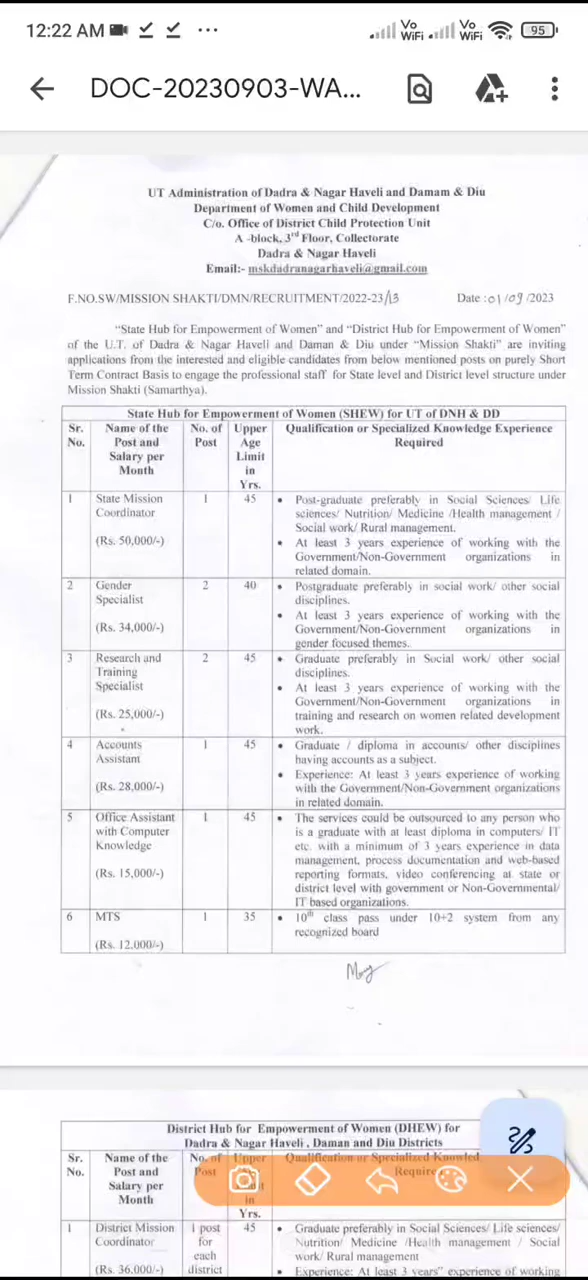 12:22 AM ... Vo WiFi Vo WiFi 95
DOC-20230903-WA...
UT Administration of Dadra & Nagar Haveli and Damam & Diu
Department of Women and Child Development
C/o. Office of District Child Protection Unit
A -block, 3rd Floor, Collectorate
Dadra & Nagar Haveli
Email:- mskdadranagarhaveli@gmail.com
F.NO.SW/MISSION SHAKTI/DMN/RECRUITMENT/2022-23/13 Date :01/09/2023
"State Hub for Empowerment of Women" and "District Hub for Empowerment of Women"
of the U.T. of Dadra & Nagar Haveli and Daman & Diu under "Mission Shakti" are inviting
applications from the interested and eligible candidates from below mentioned posts on purely Short
Term Contract Basis to engage the professional staff for State level and District level structure under
Mission Shakti (Samarthya).
State Hub for Empowerment of Women (SHEW) for UT of DNH & DD
Sr. No.
Name of the
Post and
Salary per
Month
No. of
Post
Upper
Age
Limit
in
Yrs.
Qualification or Specialized Knowledge Experience
Required
1 State Mission
Coordinator
(Rs. 50,000/-)
1
45
• Post-graduate preferably in Social Sciences/ Life
sciences/ Nutrition/ Medicine /Health management /
Social work/ Rural management.
• At least 3 years experience of working with the
Government/Non-Government organizations in
related domain.
2 Gender
Specialist
(Rs. 34,000/-)
2
40
• Postgraduate preferably in social work/ other social
disciplines.
• At least 3 years experience of working with the
Government/Non-Government organizations in
gender focused themes.
3 Research and
Training
Specialist
(Rs. 25,000/-)
2
45
• Graduate preferably in Social work/ other social
disciplines.
• At least 3 years experience of working with the
Government/Non-Government organizations in
training and research on women related development
work.
4 Accounts
Assistant
(Rs. 28,000/-)
1
45
• Graduate / diploma in accounts/ other disciplines
having accounts as a subject.
• Experience: At least 3 years experience of working
with the Government/Non-Government organizations
in related domain.
5 Office Assistant
with Computer
Knowledge
(Rs. 15,000/-)
1
45
• The services could be outsourced to any person who
is a graduate with at least diploma in computers/ IT
etc. with a minimum of 3 years experience in data
management, process documentation and web-based
reporting formats, video conferencing at state or
district level with government or Non-Governmental/
IT based organizations.
6 MTS
(Rs. 12.000/-)
1
35
• 10th class pass under 10+2 system from any
recognized board
District Hub for Empowerment of Women (DHEW) for
Dadra & Nagar Haveli , Daman and Diu Districts
Sr.
No.
Name of the
Post and
Salary per
Month
No. of
Post
Upper
in
Yrs.
Qualification or Specialized
Require
1 District Mission
Coordinator
(Rs. 36.000/-)
1 post
for
each
district
45
• Graduate preferably in Social Sciences/ Life sciences/
Nutrition/ Medicine /Health management / Social
work/ Rural management
• Experience: At least 3 years" experience of working